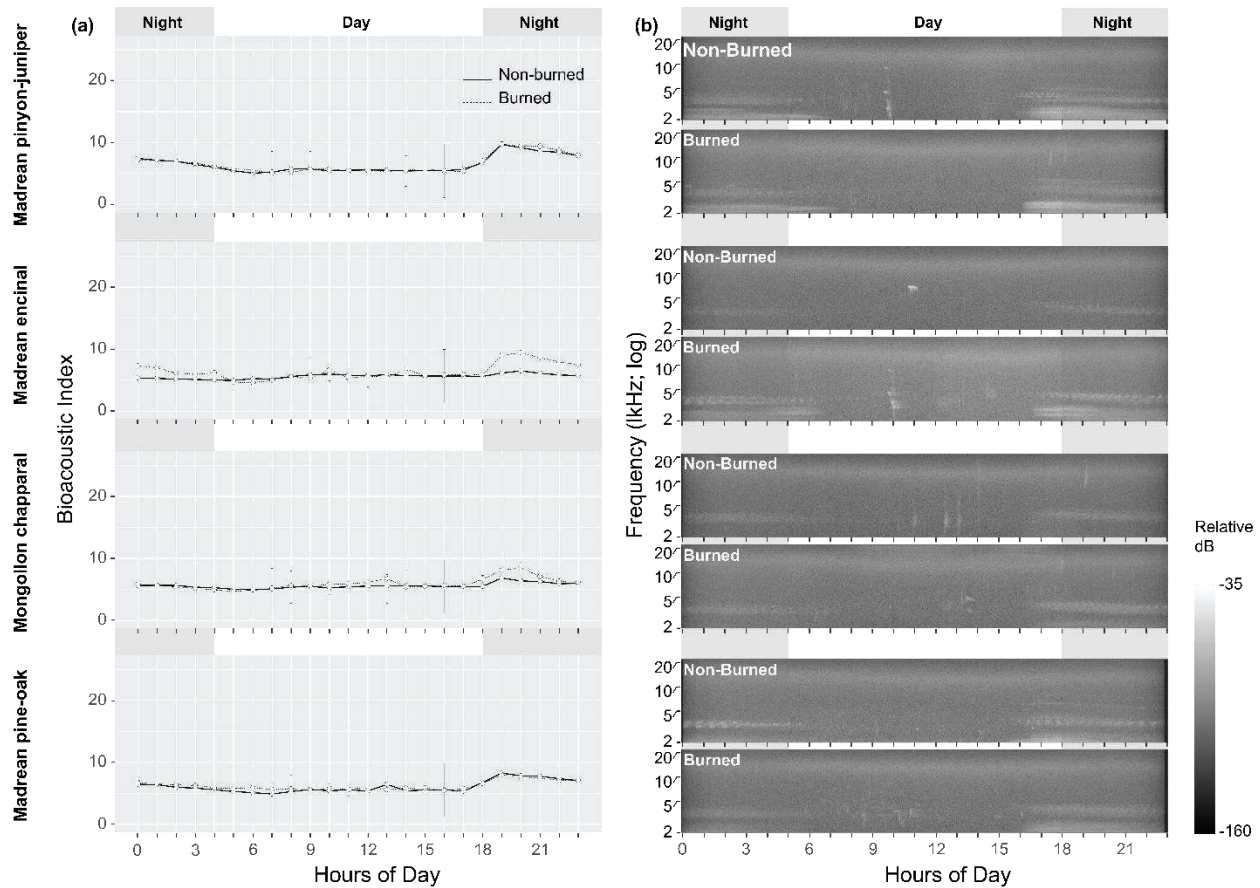 Night (a) Day Night
Night (b) Day Night
Madrean pinyon-juniper
Madrean encinal
Mongollon chapparal
Madrean pine-oak
Bioacoustic Index
Non-burned
Burned
20
10
0
20
10
0
20
10
0
20
10
0
0 3 6 9 12 15 18 21
Hours of Day
Frequency (lkHz; log)
Non-Burned
20
10
5
2
Burned
20
10
5
2
Non-Burned
20
10
5
2
Burned
20
10
5
2
Non-Burned
20
10
5
2
Burned
20
10
5
2
Non-Burned
20
10
5
2
Burned
20
10
5
2
0 3 6 9 12 15 18 21
Hours of Day
Relative
dB
-35
-160